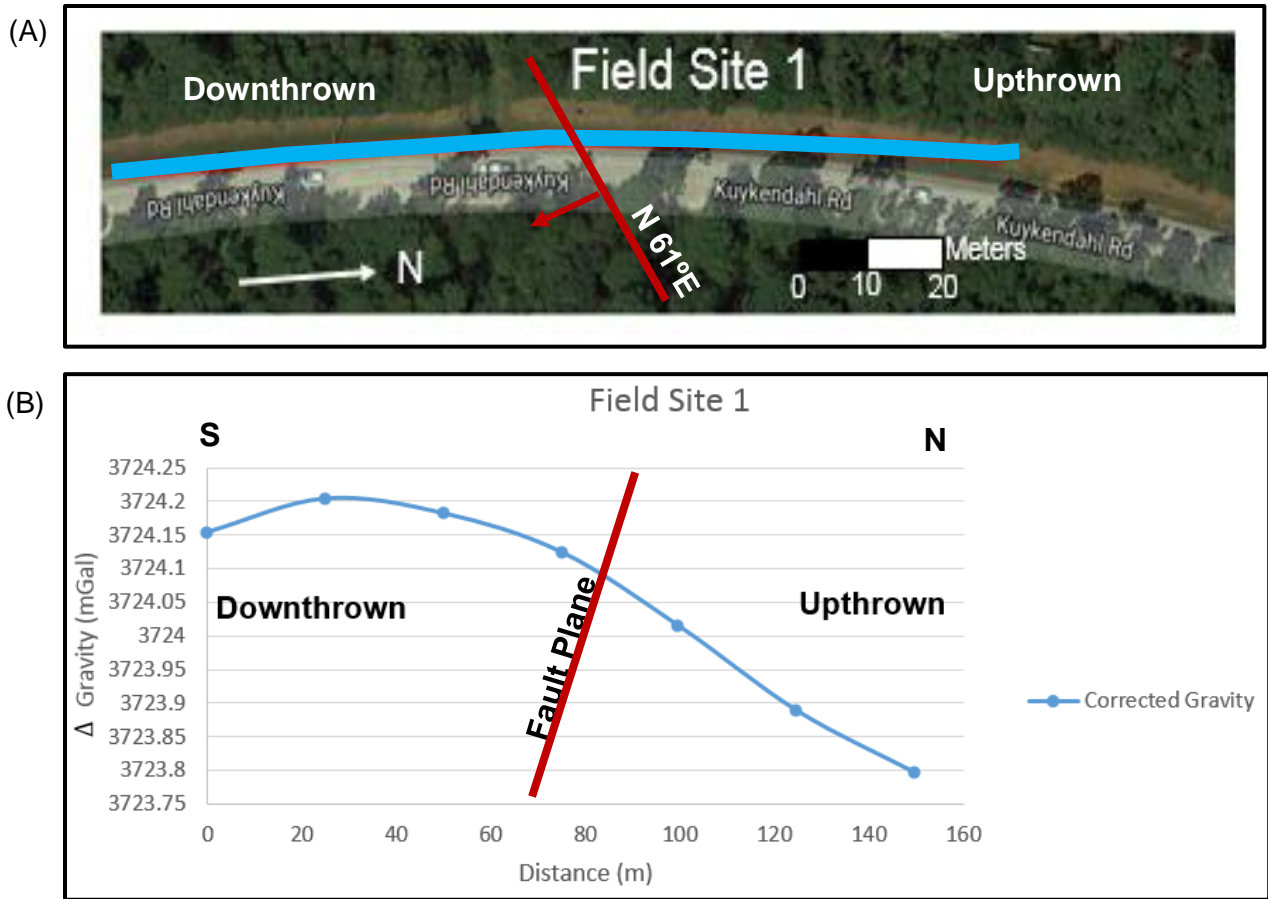 (A)
Field Site 1
Downthrown
Upthrown
Kuykendahl Rd
Kuykendahl Rd
Kuykendahl Rd
Kuykendahl Rd
Kuykendahl Rd
N 61ºE
N
Meters
0 10 20
(B)
Field Site 1
S
N
3724.25
3724.2
3724.15
3724.1
3724.05
3724
3723.95
3723.9
3723.85
3723.8
3723.75
Δ Gravity (mGal)
Downthrown
Fault Plane
Upthrown
Corrected Gravity
0 20 40 60 80 100 120 140 160
Distance (m)